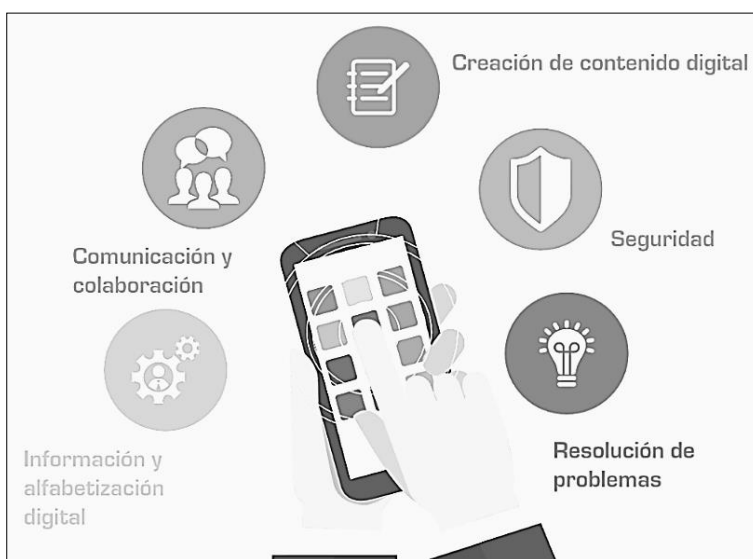 Creación de contenido digital
Seguridad
Comunicación y
colaboración
Resolución de
problemas
Información y
alfabetización
digital